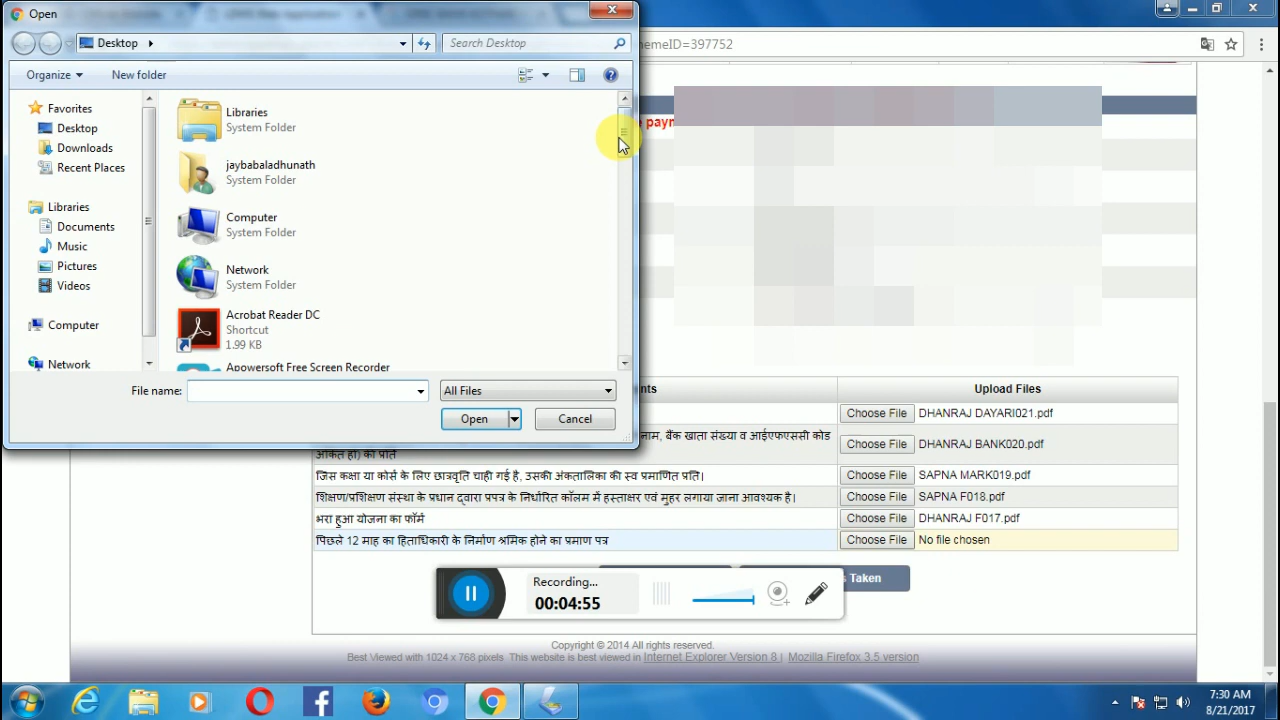 Open
Desktop
Search Desktop
Organize
New folder
Favorites
Desktop
Downloads
Recent Places
Libraries
Documents
Music
Pictures
Videos
Computer
Network
Libraries
System Folder
jaybabaladhunath
System Folder
Computer
System Folder
Network
System Folder
Acrobat Reader DC
Shortcut
1.99 KB
Apowersoft Free Screen Recorder
File name:
All Files
Open
Cancel
emeID=397752
payn
nts
Upload Files
Choose File DHANRAJ DAYARI021.pdf
नाम, बैंक खाता संख्या व आईएफएससी कोड
अंकित हो) की प्रति
Choose File DHANRAJ BANK020.pdf
जिस कक्षा या कोर्स के लिए छात्रवृति चाही गई है, उसकी अंकतालिका की स्व प्रमाणित प्रति।
Choose File SAPNA MARK019.pdf
शिक्षण/प्रशिक्षण संस्था के प्रधान द्वारा प्रपत्र के निर्धारित कॉलम में हस्ताक्षर एवं मुहर लगाया जाना आवश्यक है।
Choose File SAPNA F018.pdf
भरा हुआ योजना का फॉर्म
Choose File DHANRAJ F017.pdf
पिछले 12 माह का हिताधिकारी के निर्माण श्रमिक होने का प्रमाण पत्र
Choose File No file chosen
Recording...
00:04:55
s Taken
Copyright © 2014 All rights reserved.
Best Viewed with 1024 x 768 pixels This website is best viewed in Internet Explorer Version 8 | Mozilla Firefox 3.5 version
7:30 AM
8/21/2017